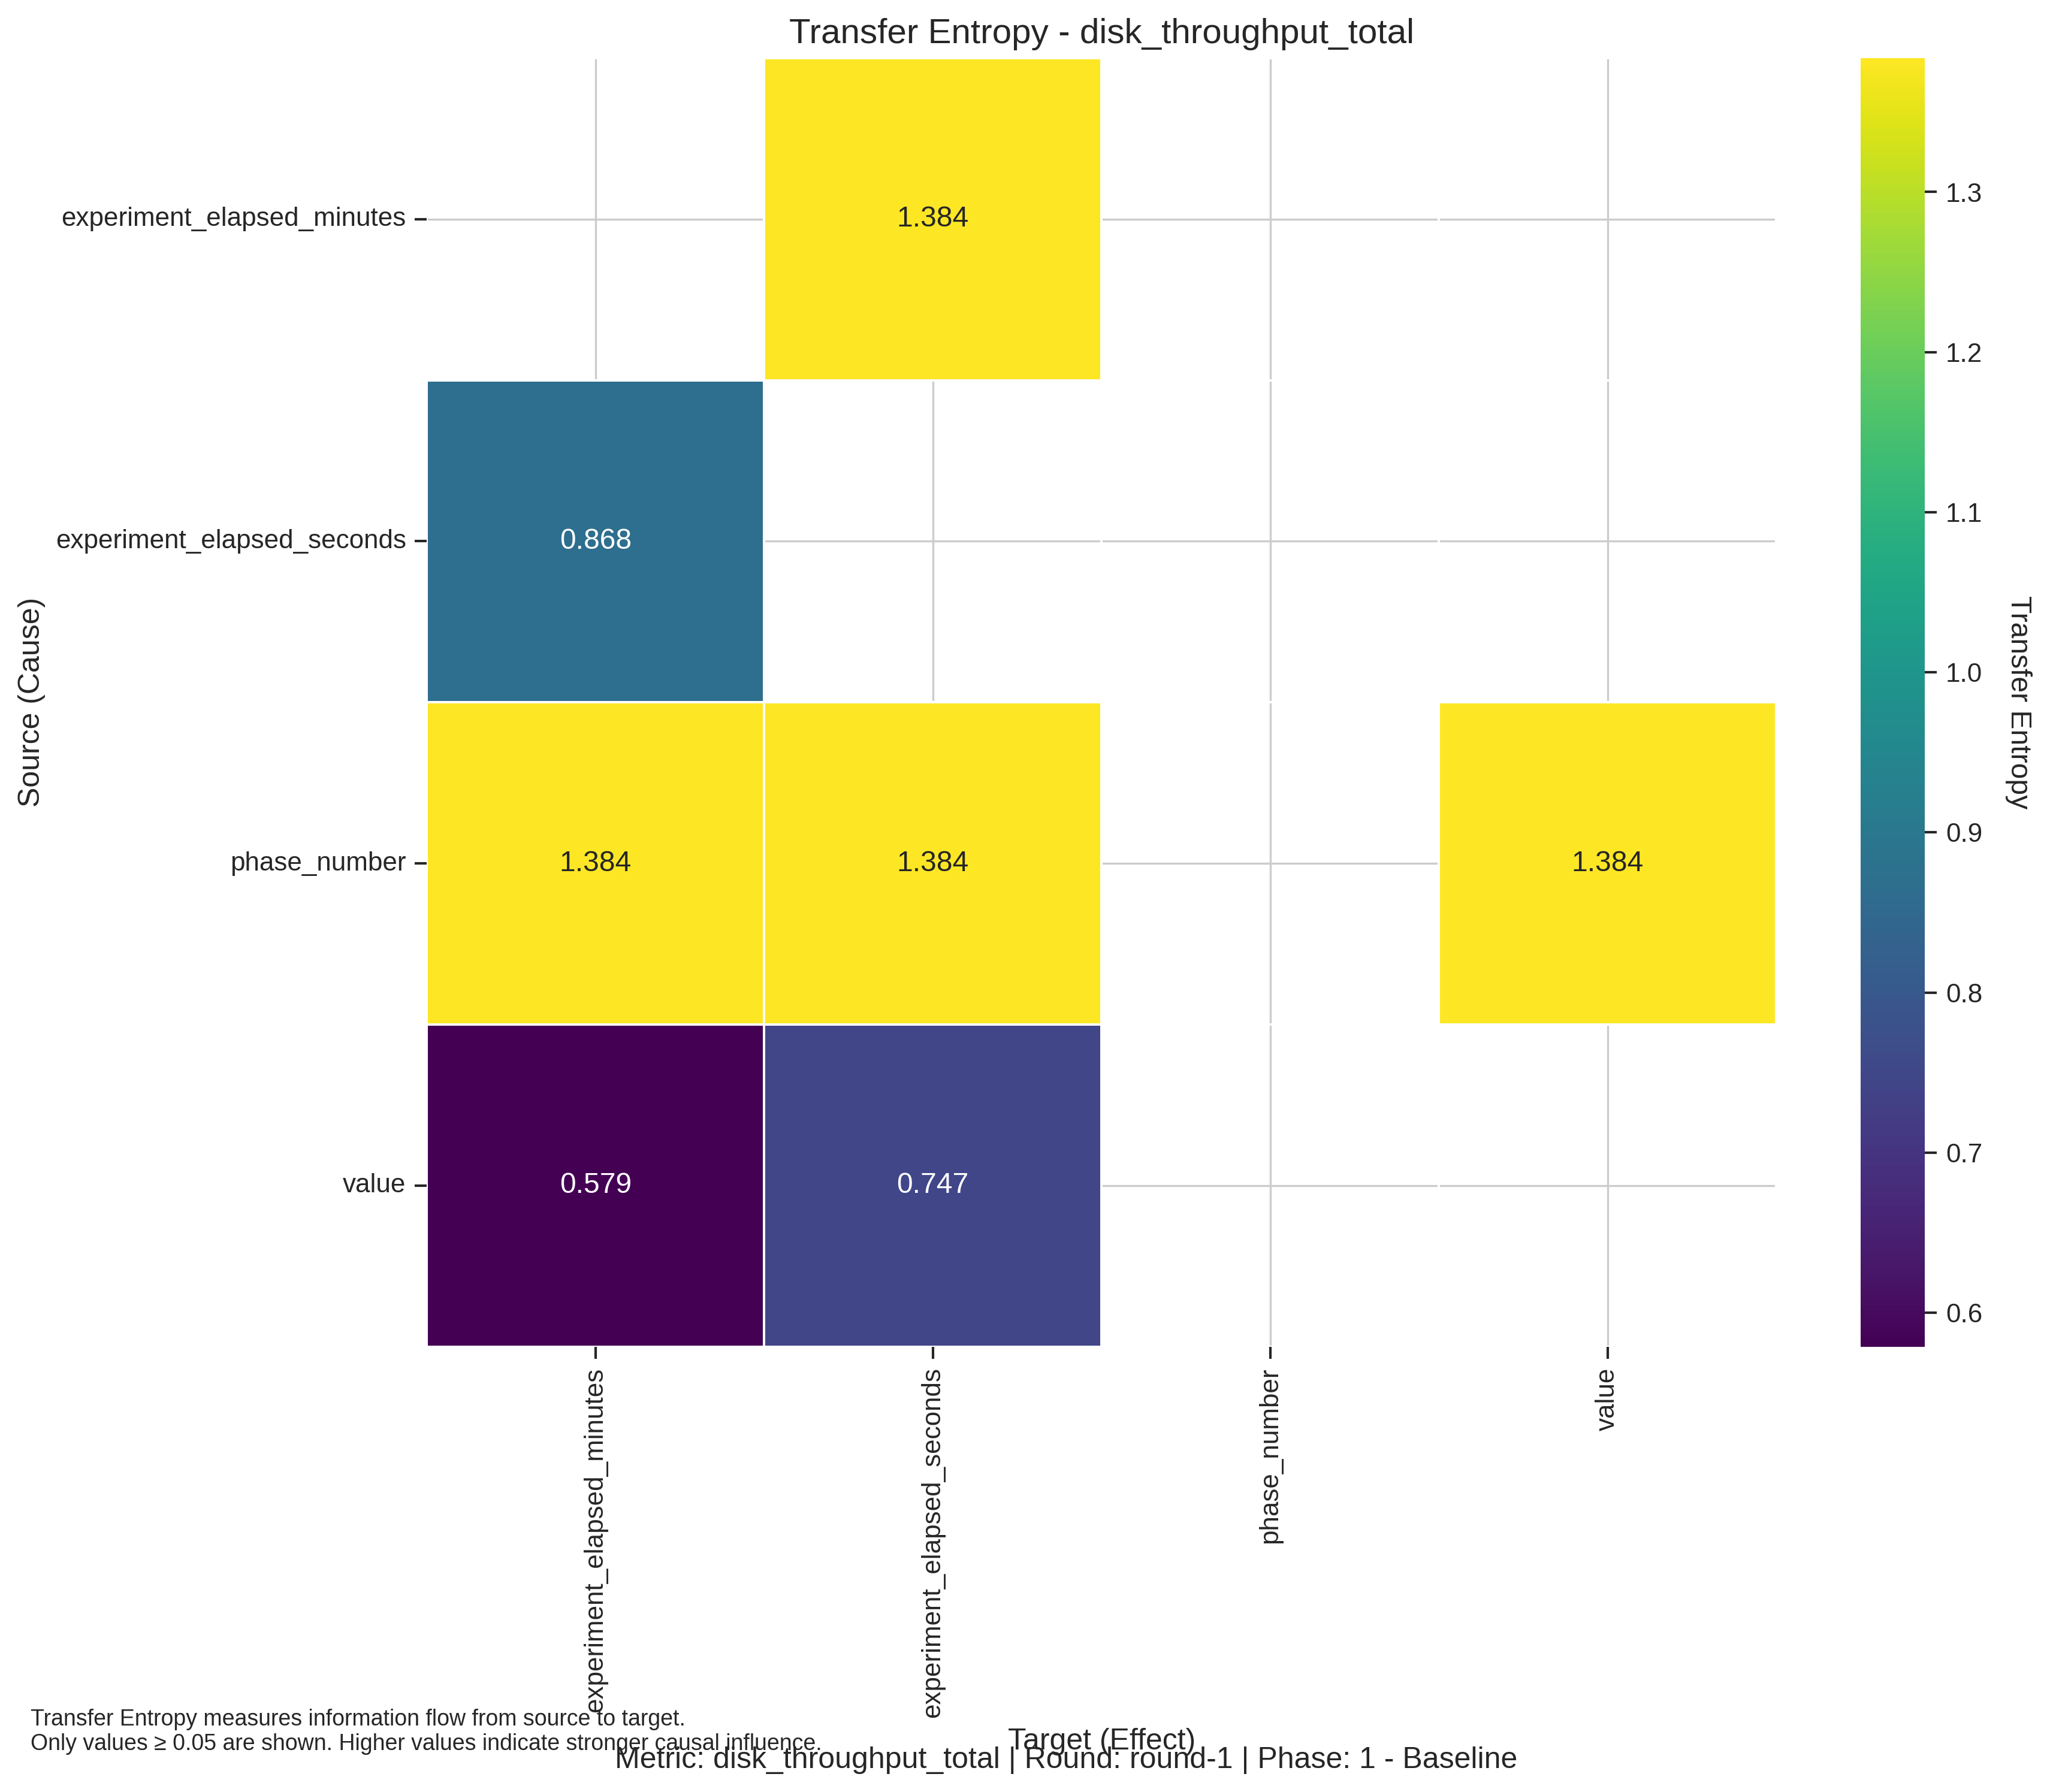 Transfer Entropy - disk_throughput_total
experiment_elapsed_minutes
experiment_elapsed_seconds
phase_number
value
Source (Cause)
1.384
0.868
1.384
1.384
1.384
0.579
0.747
1.3
1.2
1.1
1.0
0.9
0.8
0.7
0.6
Transfer Entropy
experiment_elapsed_minutes
experiment_elapsed_seconds
phase_number
value
Target (Effect)
Transfer Entropy measures information flow from source to target.
Only values ≥ 0.05 are shown. Higher values indicate stronger causal influence.
Metric: disk_throughput_total | Round: round-1 | Phase: 1 - Baseline